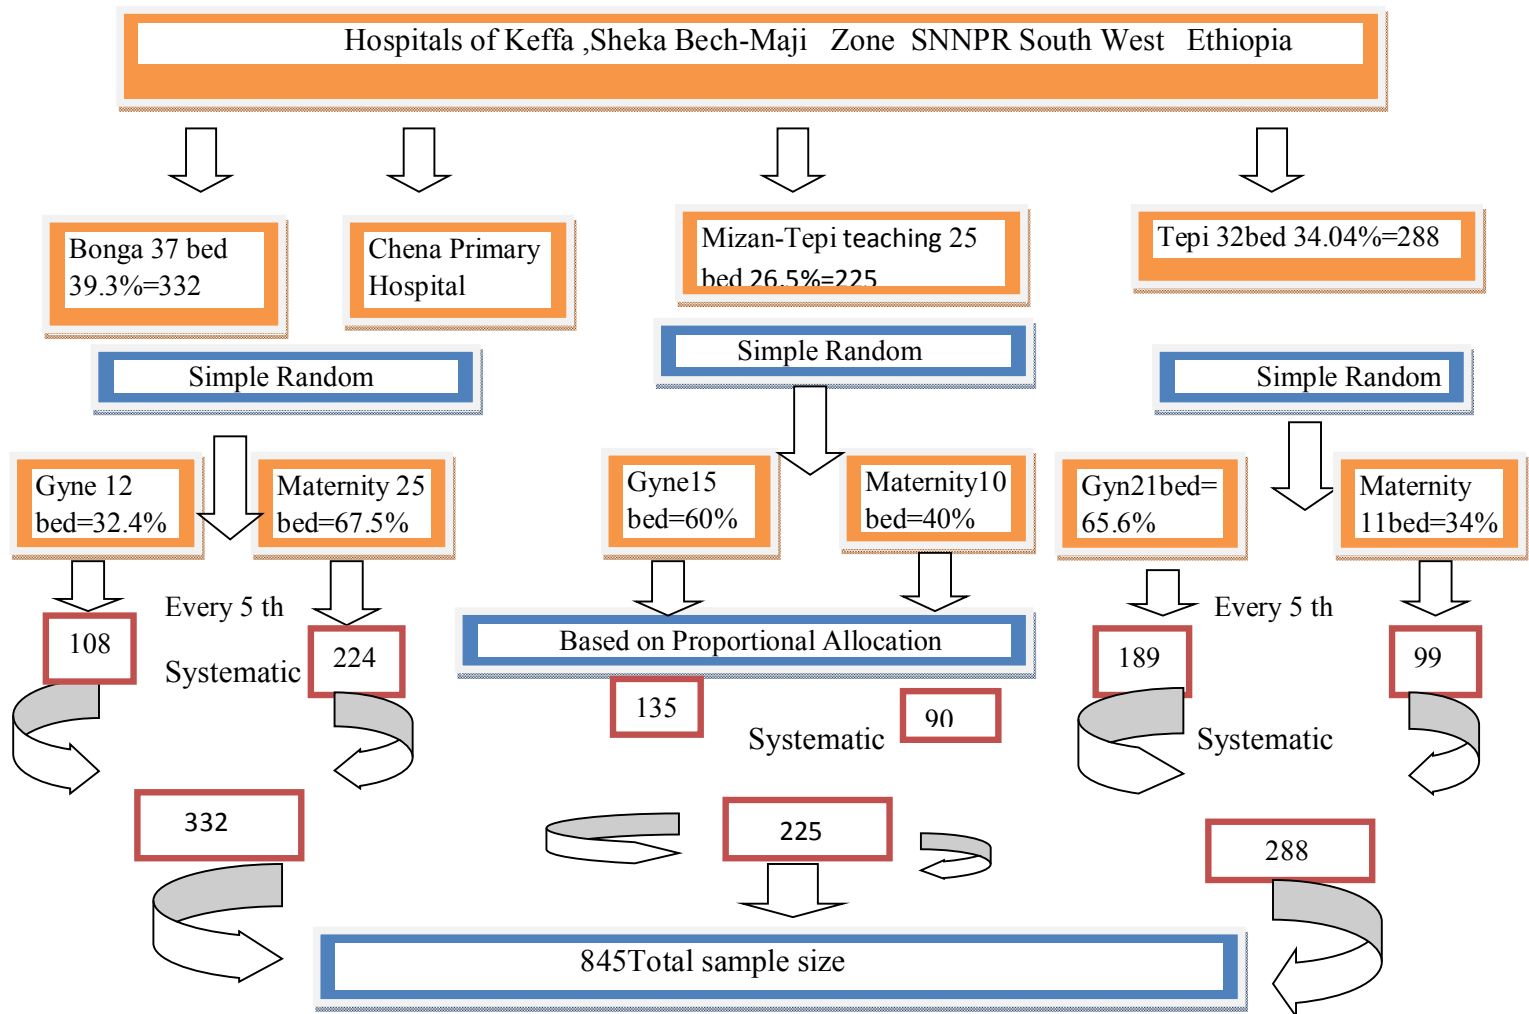 Hospitals of Keffa ,Sheka Bech-Maji Zone SNNPR South West Ethiopia
Bonga 37 bed
39.3%=332
Chena Primary
Hospital
Mizan-Tepi teaching 25
bed 26.5%=225
Tepi 32bed 34.04%=288
Simple Random
Simple Random
Simple Random
Gyne 12
bed=32.4%
Maternity 25
bed=67.5%
Gyne15
bed=60%
Maternity10
bed=40%
Gyn21bed=
65.6%
Maternity
11bed=34%
Every 5 th
Every 5 th
108
Systematic
224
Based on Proportional Allocation
189
99
135
Systematic
90
Systematic
332
225
288
845Total sample size